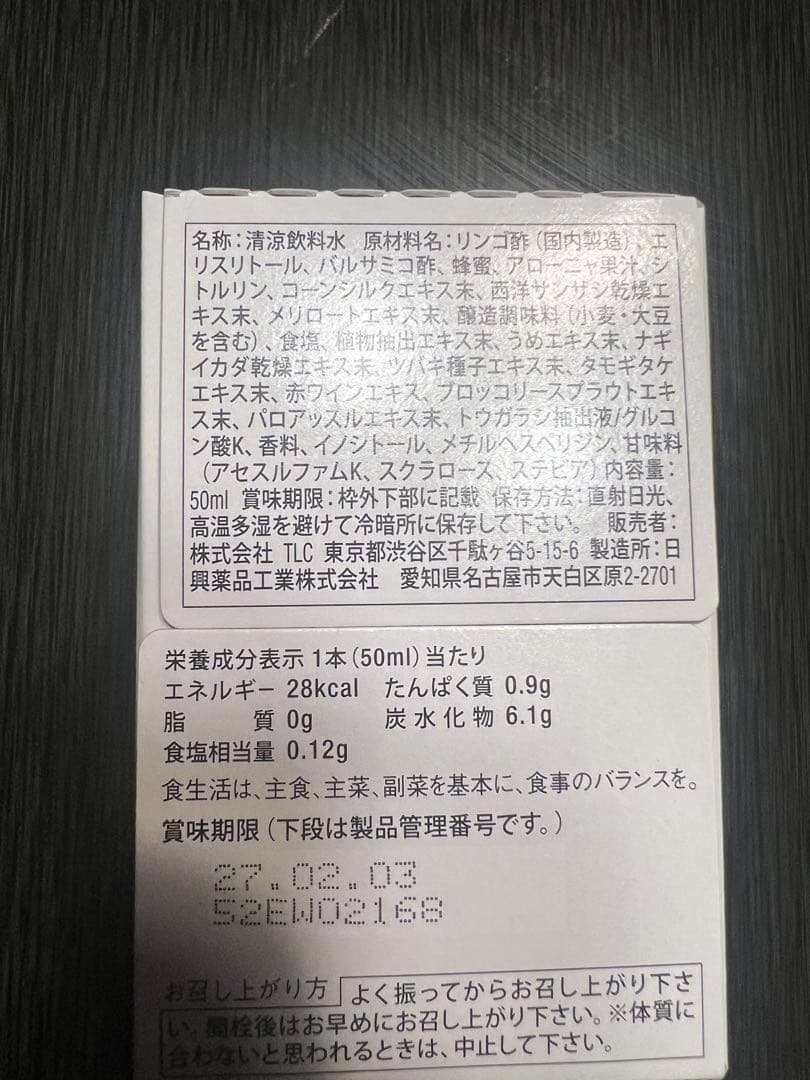 名称：清涼飲料水　原材料名：リンゴ酢（国内製造）、エ
リスリトール、バルサミコ酢、蜂蜜、アローニャ果汁、シ
トルリン、コーンシルクエキス末、西洋サンザシ乾燥エ
キス末、メリロートエキス末、醸造調味料（小麦・大豆
を含む）、食塩、植物抽出エキス末、うめエキス末、ナギ
イカダ乾燥エキス末、ツバキ種子エキス末、タモギタケ
エキス末、赤ワインエキス、ブロッコリースプラウトエキ
ス末、パロアッスルエキス末、トウガラシ抽出液/グルコ
ン酸K、香料、イノシトール、メチルヘスペリジン、甘味料
（アセスルファムK、スクラロース、ステビア）内容量：
50ml 賞味期限：枠外下部に記載 保存方法：直射日光、
高温多湿を避けて冷暗所に保存して下さい。 販売者：
株式会社 TLC 東京都渋谷区千駄ヶ谷5-15-6 製造所：日
興薬品工業株式会社　愛知県名古屋市天白区原2-2701
栄養成分表示 1本（50ml）当たり
エネルギー 28kcal たんぱく質 0.9g
脂質 0g 炭水化物 6.1g
食塩相当量 0.12g
食生活は、主食、主菜、副菜を基本に、食事のバランスを。
賞味期限（下段は製品管理番号です。）
27.02.03
52EW02168
お召し上がり方 よく振ってからお召し上がり下さ
い。開栓後はお早めにお召し上がり下さい。※体質に
合わないと思われるときは、中止して下さい。